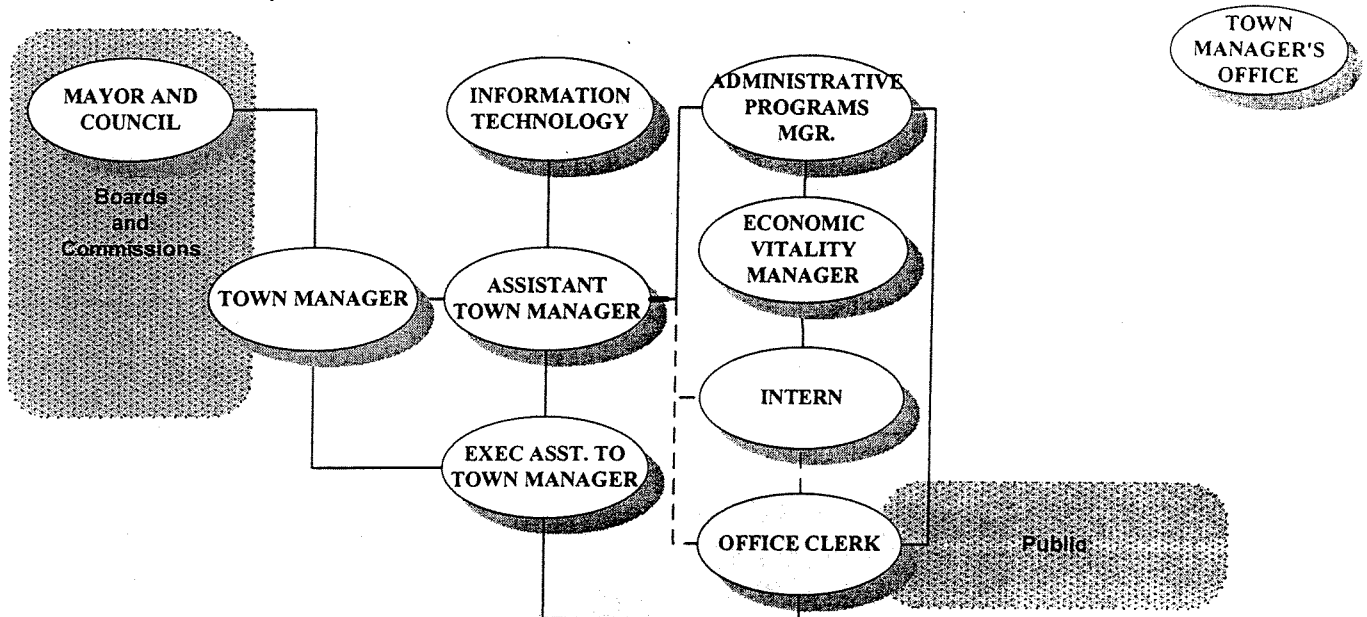 TOWN
MANAGER'S
OFFICE
MAYOR AND
COUNCIL
Boards
and
Commissions
TOWN MANAGER
INFORMATION
TECHNOLOGY
ASSISTANT
TOWN MANAGER
EXEC ASST. TO
TOWN MANAGER
ADMINISTRATIVE
PROGRAMS
MGR.
ECONOMIC
VITALITY
MANAGER
INTERN
OFFICE CLERK
Public